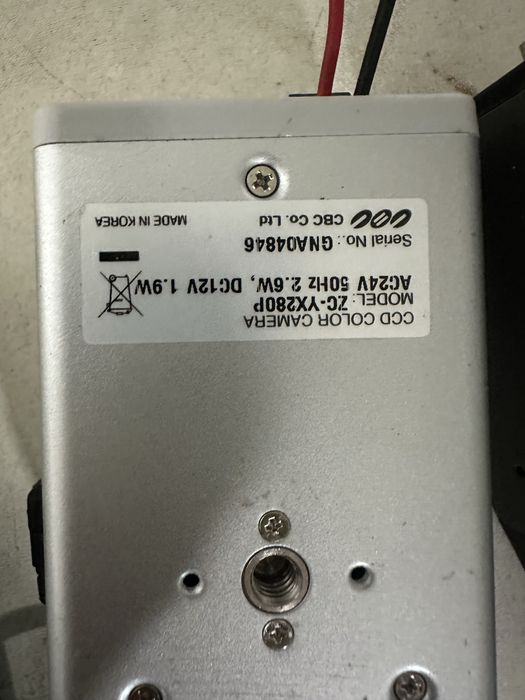 CCD COLOR CAMERA
MODEL: ZC-YX280P
AC24V 50Hz 2.6W, DC12V 1.9W
Serial No.: GNA04846
CBC CBC Co. Ltd
MADE IN KOREA